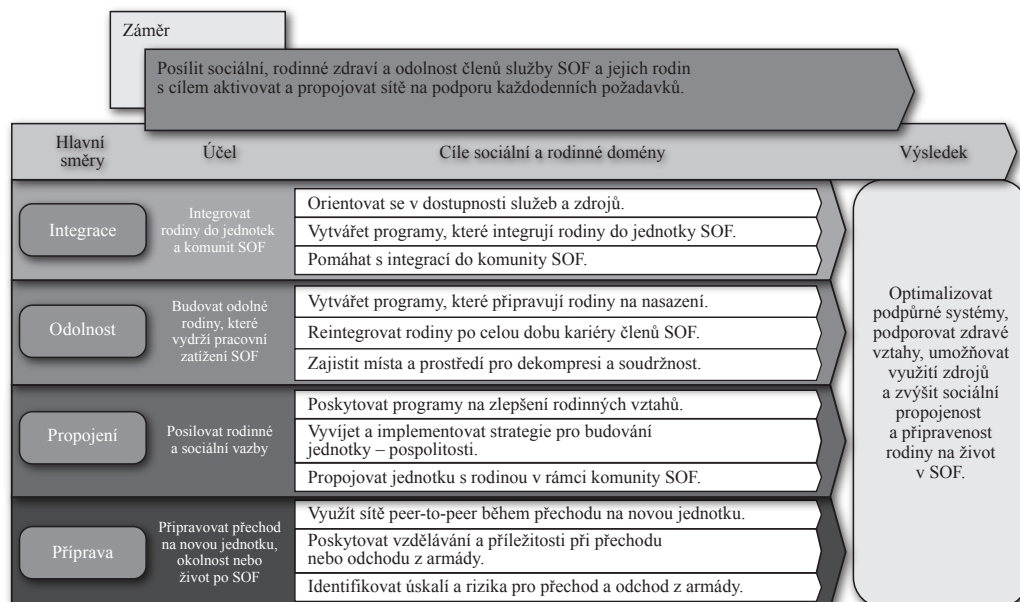 Záměr
Posílit sociální, rodinné zdraví a odolnost členů služby SOF a jejich rodin
s cílem aktivovat a propojovat sítě na podporu každodenních požadavků.
Hlavní
směry
Účel
Cíle sociální a rodinné domény
Výsledek
Integrace
Integrovat
rodiny do jednotek
a komunit SOF
Orientovat se v dostupnosti služeb a zdrojů.
Vytvářet programy, které integrují rodiny do jednotky SOF.
Pomáhat s integrací do komunity SOF.
Odolnost
Budovat odolné
rodiny, které
vydrží pracovní
zatížení SOF
Vytvářet programy, které připravují rodiny na nasazení.
Reintegrovat rodiny po celou dobu kariéry členů SOF.
Zajistit místa a prostředí pro dekompresi a soudržnost.
Propojení
Posilovat rodinné
a sociální vazby
Poskytovat programy na zlepšení rodinných vztahů.
Vyvíjet a implementovat strategie pro budování
jednotky – pospolitosti.
Propojovat jednotku s rodinou v rámci komunity SOF.
Příprava
Připravovat přechod
na novou jednotku,
okolnost nebo
život po SOF
Využít sítě peer-to-peer během přechodu na novou jednotku.
Poskytovat vzdělávání a příležitosti při přechodu
nebo odchodu z armády.
Identifikovat úskalí a rizika pro přechod a odchod z armády.
Optimalizovat
podpůrné systémy,
podporovat zdravé
vztahy, umožňovat
využití zdrojů
a zvýšit sociální
propojenost
a připravenost
rodiny na život
v SOF.